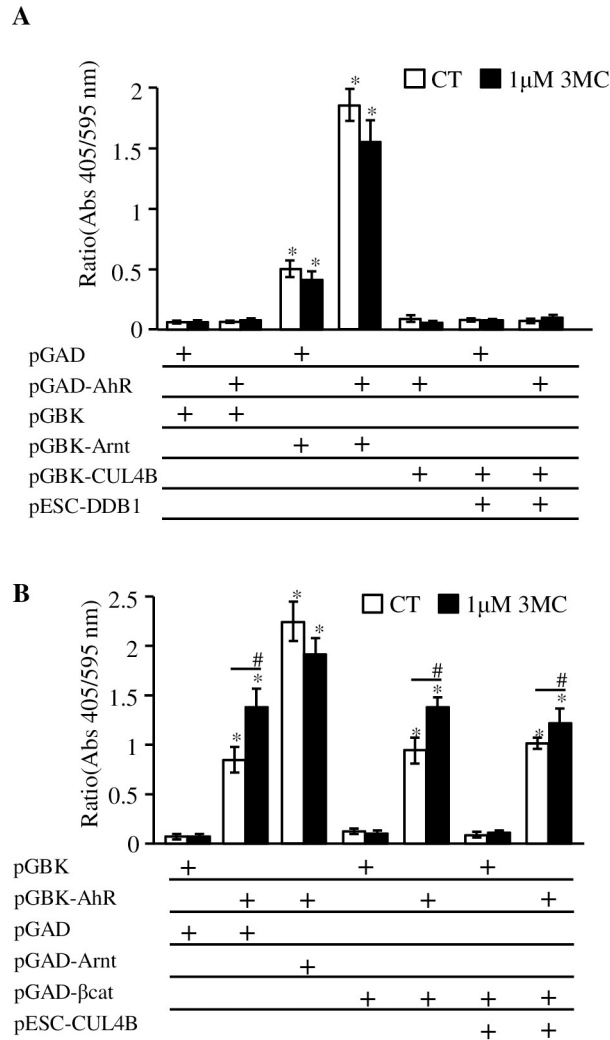 A
CT 1μM 3MC
Ratio(Abs 405/595 nm)
2
1.5
1
0.5
0
* * * *
pGAD + + +
pGAD-AhR + + + +
pGBK + +
pGBK-Arnt + +
pGBK-CUL4B + + +
pESC-DDB1 + +
B
CT 1μM 3MC
Ratio(Abs 405/595 nm)
2.5
2
1.5
1
0.5
0
* # * * * * # * * # *
pGBK + + +
pGBK-AhR + + + +
pGAD + +
pGAD-Arnt +
pGAD-βcat + + + +
pESC-CUL4B + +